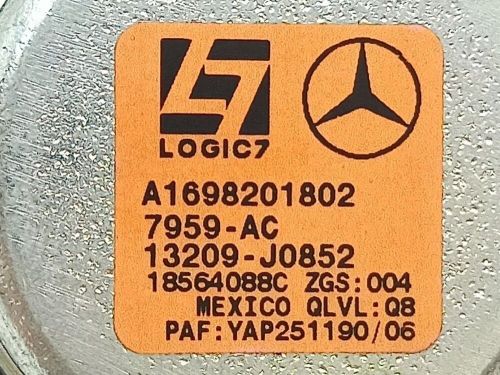 LOGIC7
A1698201802
7959-AC
13209-J0852
18564088C ZGS:004
MEXICO QLVL:Q8
PAF:YAP251190/06